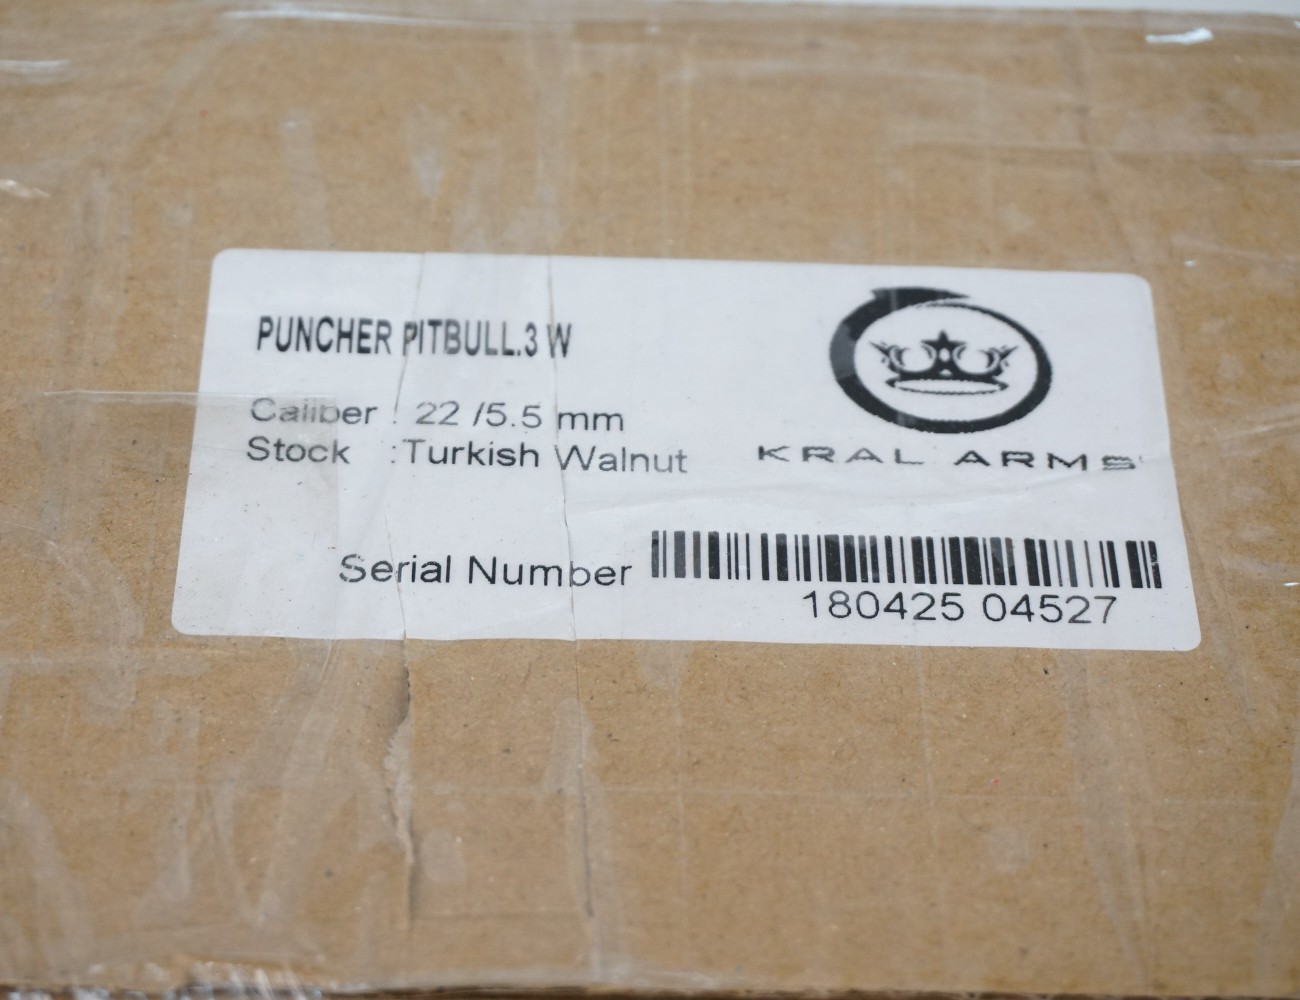 PUNCHER PITBULL.3 W
Caliber : 22 /5.5 mm
Stock :Turkish Walnut
KRAL ARMS
Serial Number
180425 04527